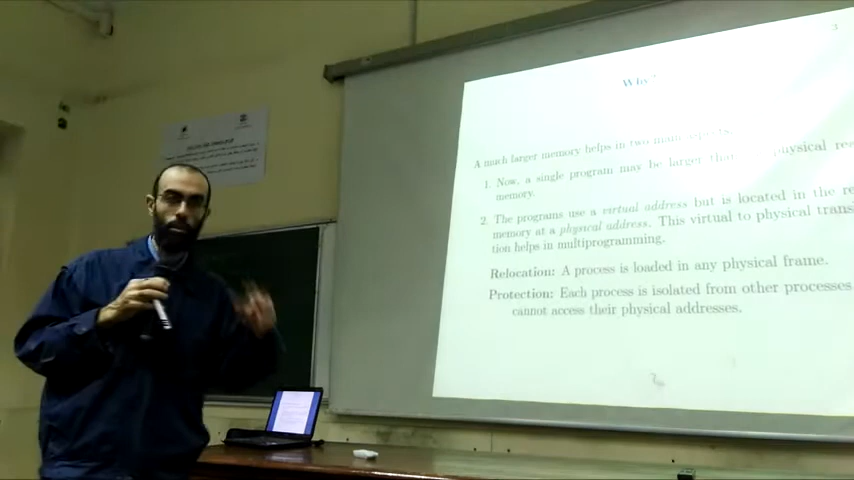 3
Why?
A much larger memory helps in two main aspects.
1. Now, a single program may be larger than physical
memory.
2. The programs use a virtual address but is located in the
memory at a physical address. This virtual to physical
tion helps in multiprogramming.
Relocation: A process is loaded in any physical frame.
Protection: Each process is isolated from other processes
cannot access their physical addresses.